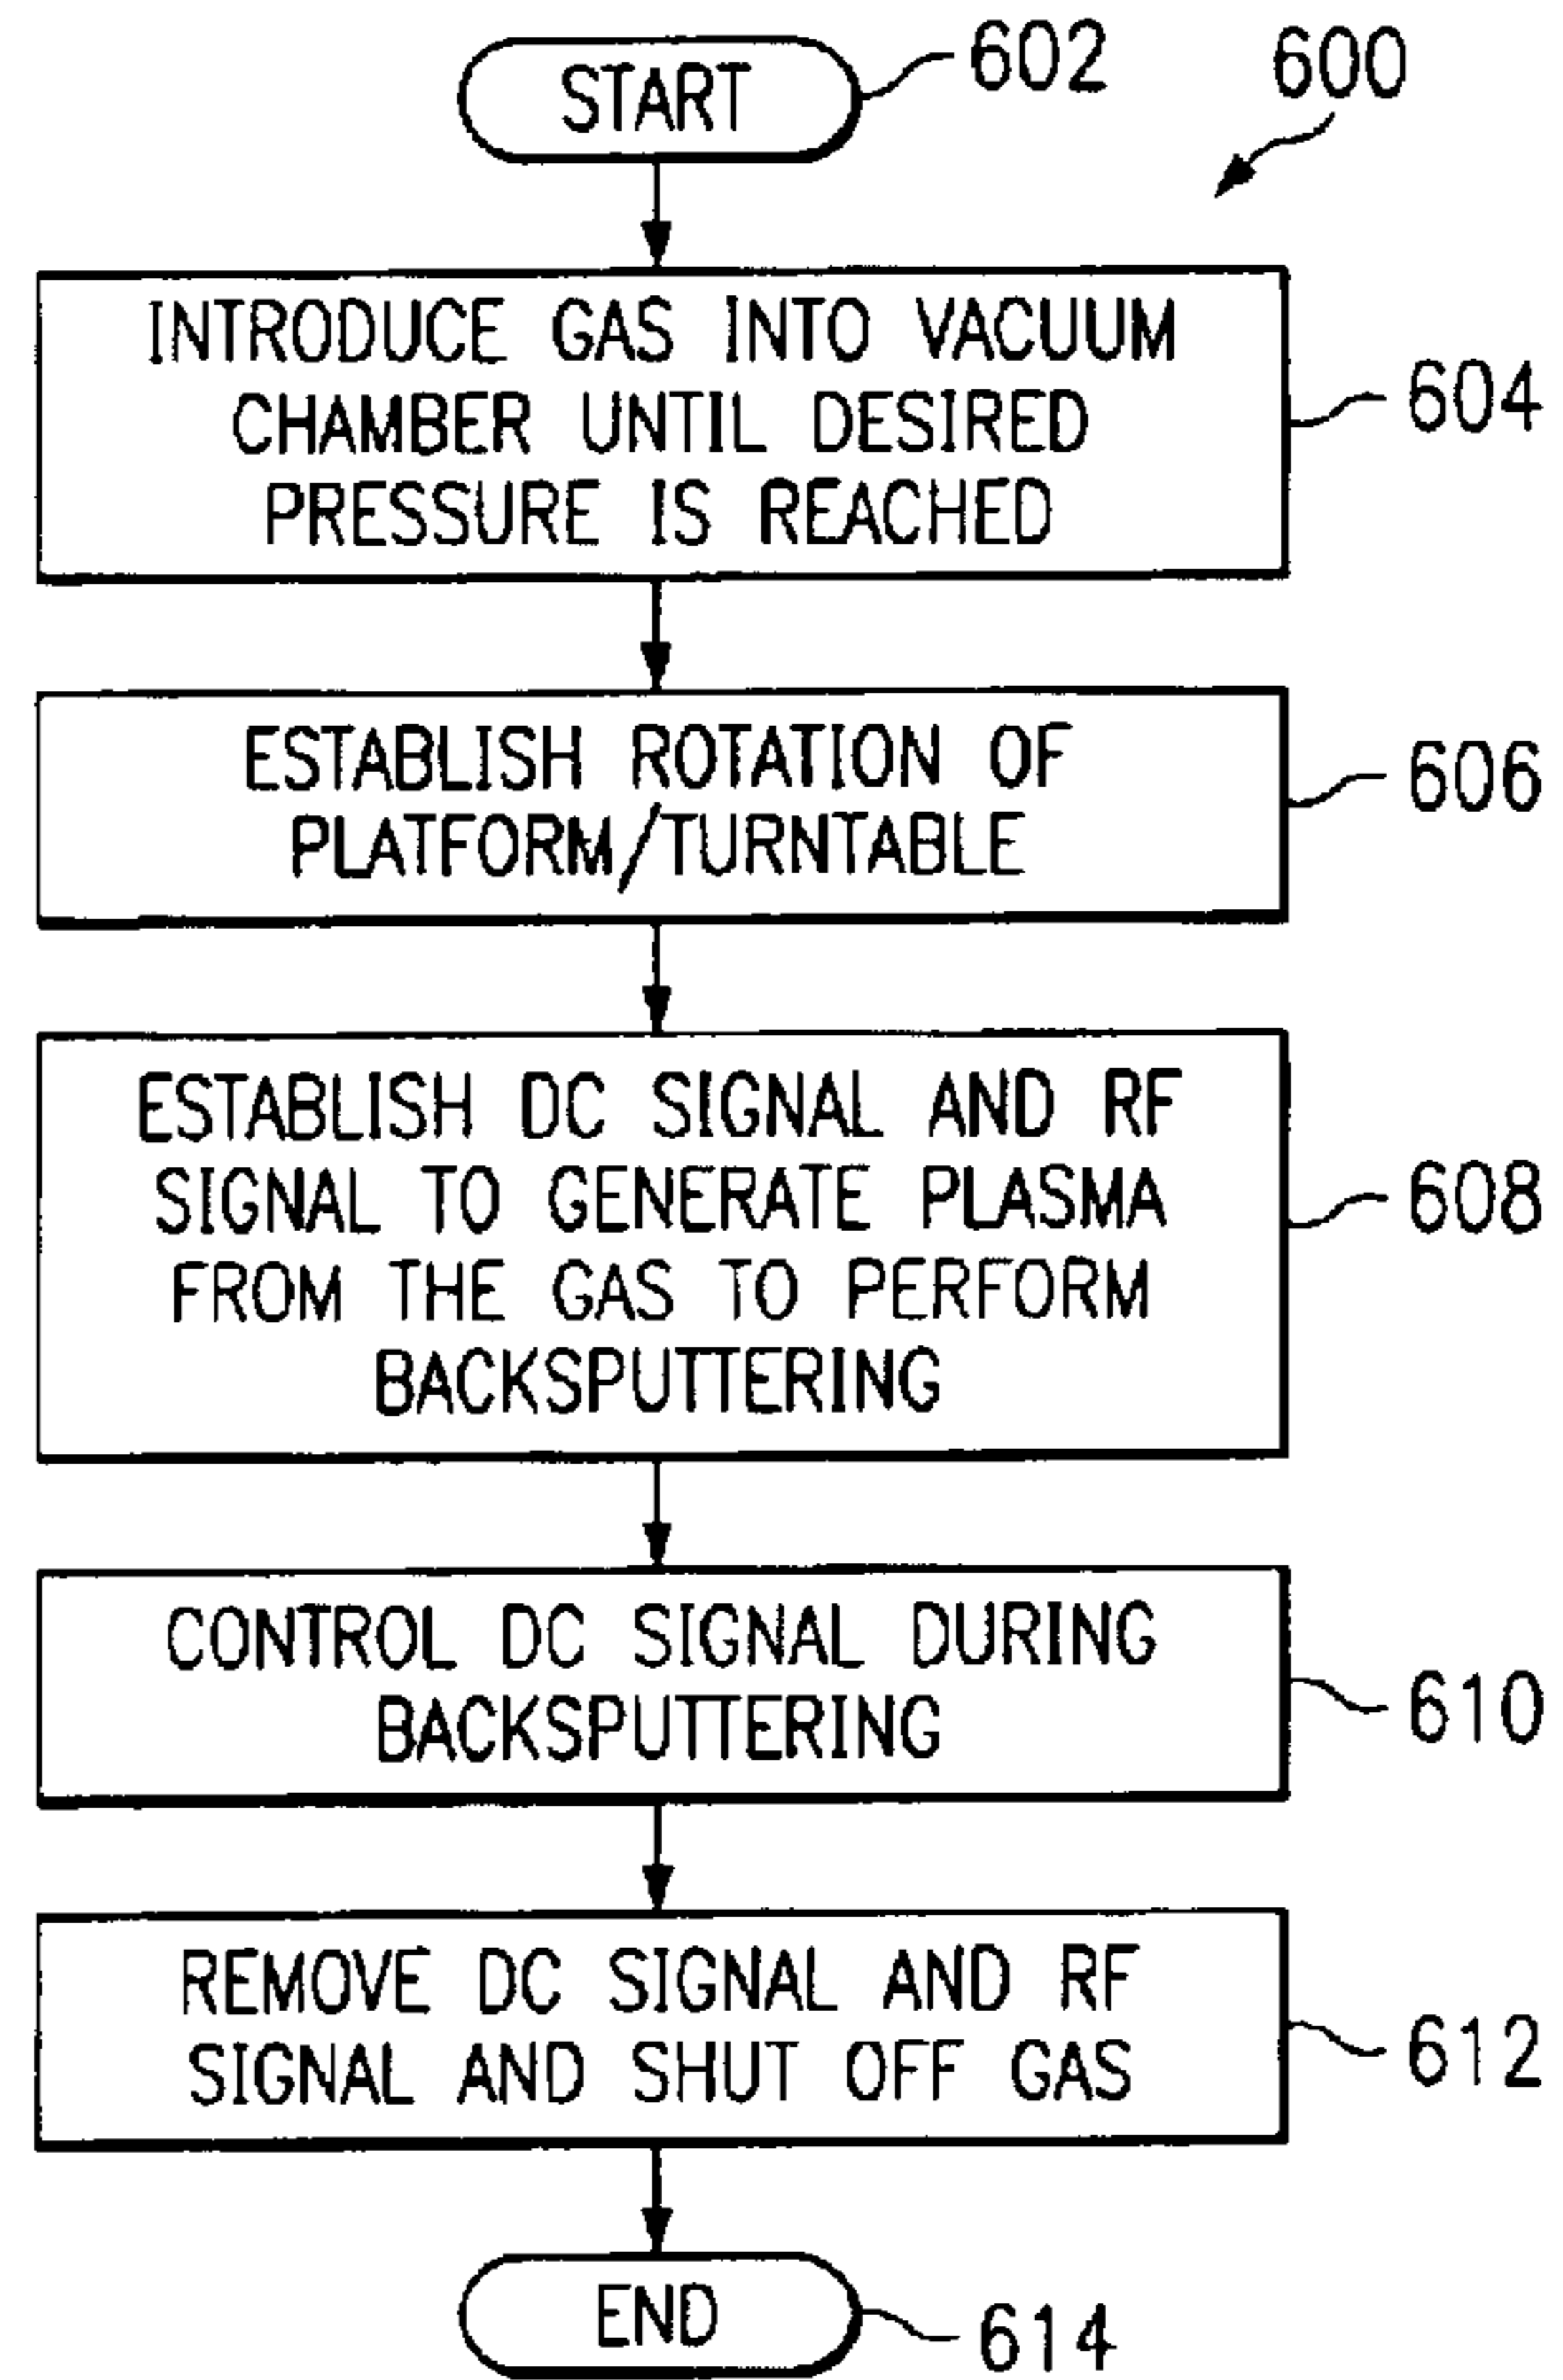 START
602
600
INTRODUCE GAS INTO VACUUM
CHAMBER UNTIL DESIRED
PRESSURE IS REACHED
604
ESTABLISH ROTATION OF
PLATFORM/TURNTABLE
606
ESTABLISH DC SIGNAL AND RF
SIGNAL TO GENERATE PLASMA
FROM THE GAS TO PERFORM
BACKSPUTTERING
608
CONTROL DC SIGNAL DURING
BACKSPUTTERING
610
REMOVE DC SIGNAL AND RF
SIGNAL AND SHUT OFF GAS
612
END
614